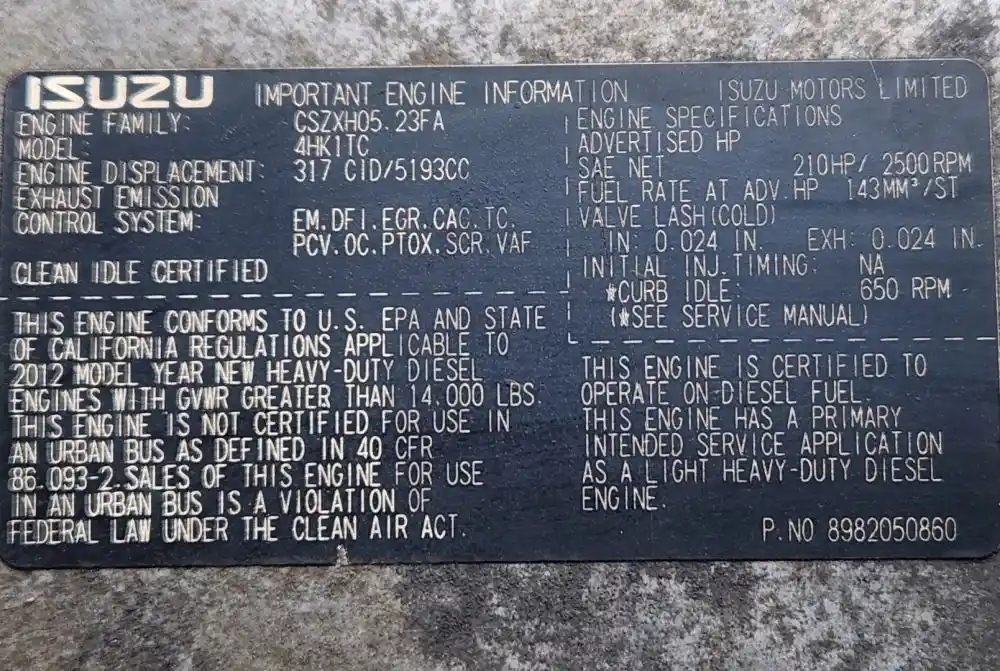 ISUZU IMPORTANT ENGINE INFORMATION ISUZU MOTORS LIMITED
ENGINE FAMILY: CSZXH05.23FA
MODEL: 4HK1TC
ENGINE DISPLACEMENT: 317 CID/5193CC
EXHAUST EMISSION
CONTROL SYSTEM: EM.DFI.EGR.CAC.TC.
PCV.OC.PTOX.SCR.VAF
CLEAN IDLE CERTIFIED
ENGINE SPECIFICATIONS
ADVERTISED HP
SAE NET 210HP/ 2500RPM
FUEL RATE AT ADV.HP 143MM³/ST
VALVE LASH(COLD)
IN: 0.024 IN. EXH: 0.024 IN.
INITIAL INJ.TIMING: NA
*CURB IDLE: 650 RPM
(*SEE SERVICE MANUAL)
THIS ENGINE CONFORMS TO U.S. EPA AND STATE
OF CALIFORNIA REGULATIONS APPLICABLE TO
2012 MODEL YEAR NEW HEAVY-DUTY DIESEL
ENGINES WITH GVWR GREATER THAN 14,000 LBS.
THIS ENGINE IS NOT CERTIFIED FOR USE IN
AN URBAN BUS AS DEFINED IN 40 CFR
86.093-2.SALES OF THIS ENGINE FOR USE
IN AN URBAN BUS IS A VIOLATION OF
FEDERAL LAW UNDER THE CLEAN AIR ACT.
THIS ENGINE IS CERTIFIED TO
OPERATE ON-DIESEL FUEL.
THIS ENGINE HAS A PRIMARY
INTENDED SERVICE APPLICATION
AS A LIGHT HEAVY-DUTY DIESEL
ENGINE.
P.NO 8982050860